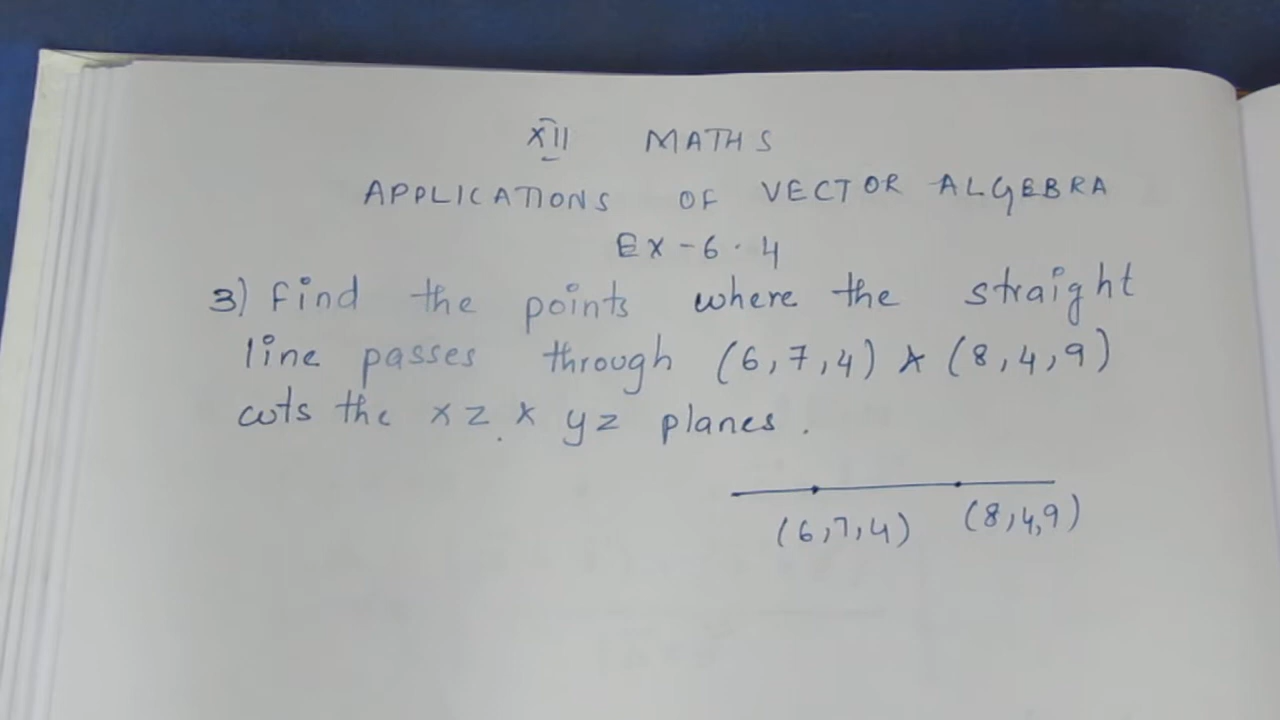 XII MATHS
APPLICATIONS OF VECTOR ALGEBRA
EX - 6.4
3) Find the points where the straight
line passes through (6,7,4) & (8,4,9)
cuts the xz & yz planes.
(6,7,4) (8,4,9)